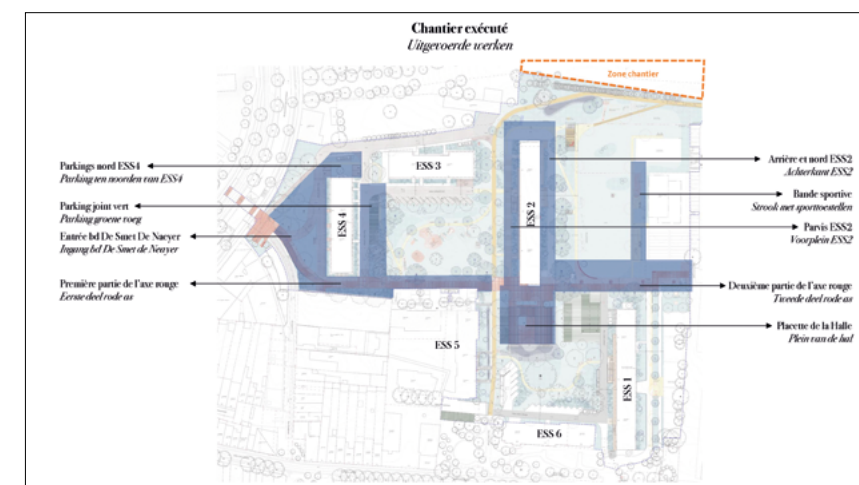 Chantier exécuté
Uitgevoerde werken
Zone chantier
Parkings nord ESS4
Parking ten noorden van ESS4
Parking joint vert
Parking groene voeg
Entrée bd De Smet De Naeyer
Ingang bd De Smet de Neayer
Première partie de l'axe rouge
Eerste deel rode as
ESS 3
ESS 4
ESS 2
ESS 5
ESS 1
ESS 6
Arrière et nord ESS2
Achterkant ESS2
Bande sportive
Strook met sporttoestellen
Parvis ESS2
Voorplein ESS2
Deuxième partie de l'axe rouge
Tweede deel rode as
Placette de la Halle
Plein van de hal